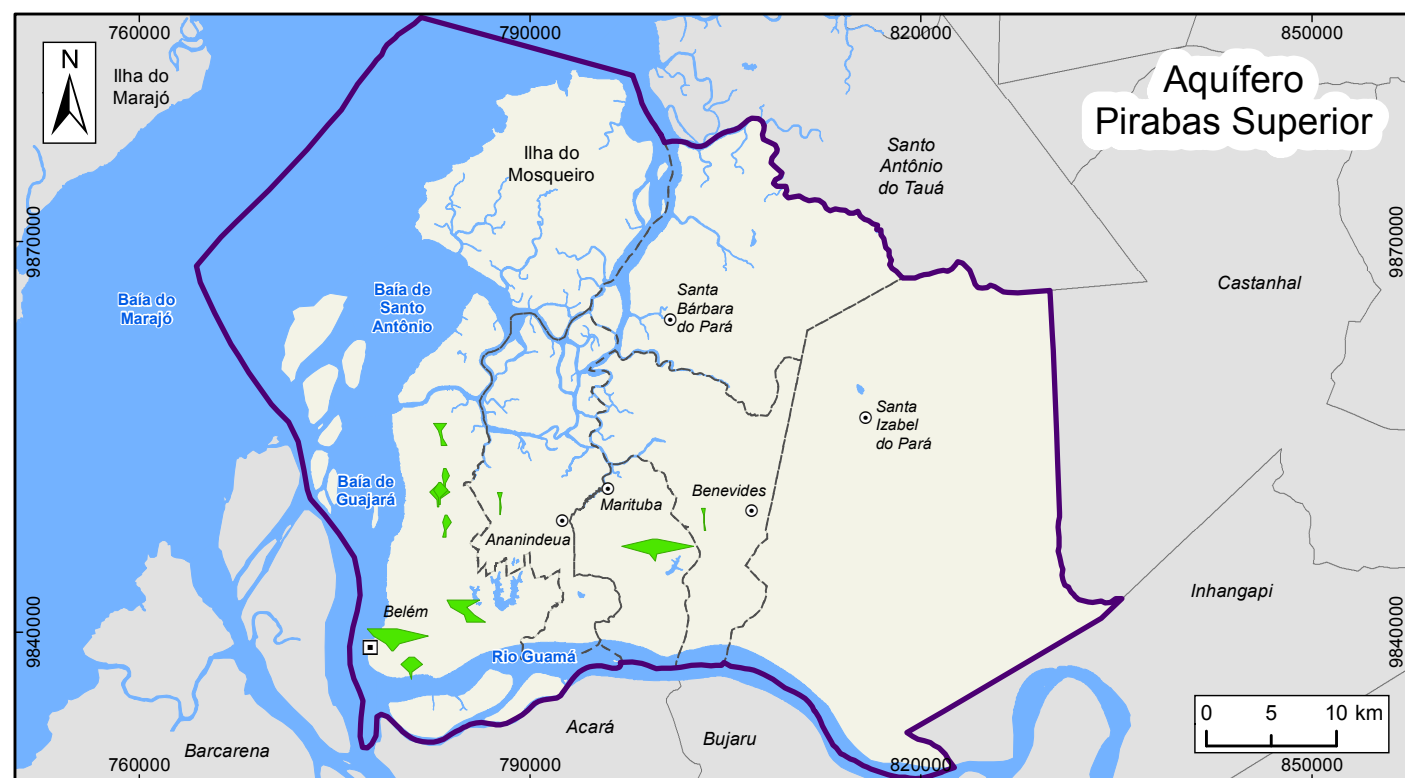 760000
790000
820000
850000
N
Ilha do
Marajó
Aquífero
Pirabas Superior
Santo
Antônio
do Tauá
Ilha do
Mosqueiro
9870000
9870000
Castanhal
Baía do
Marajó
Baía de
Santo
Antônio
Santa
Bárbara
do Pará
Santa
Izabel
do Pará
Baía de
Guajará
Marituba
Benevides
Ananindeua
Inhangapi
Belém
9840000
9840000
Rio Guamá
Acará
Bujaru
Barcarena
0 5 10 km
760000
790000
820000
850000